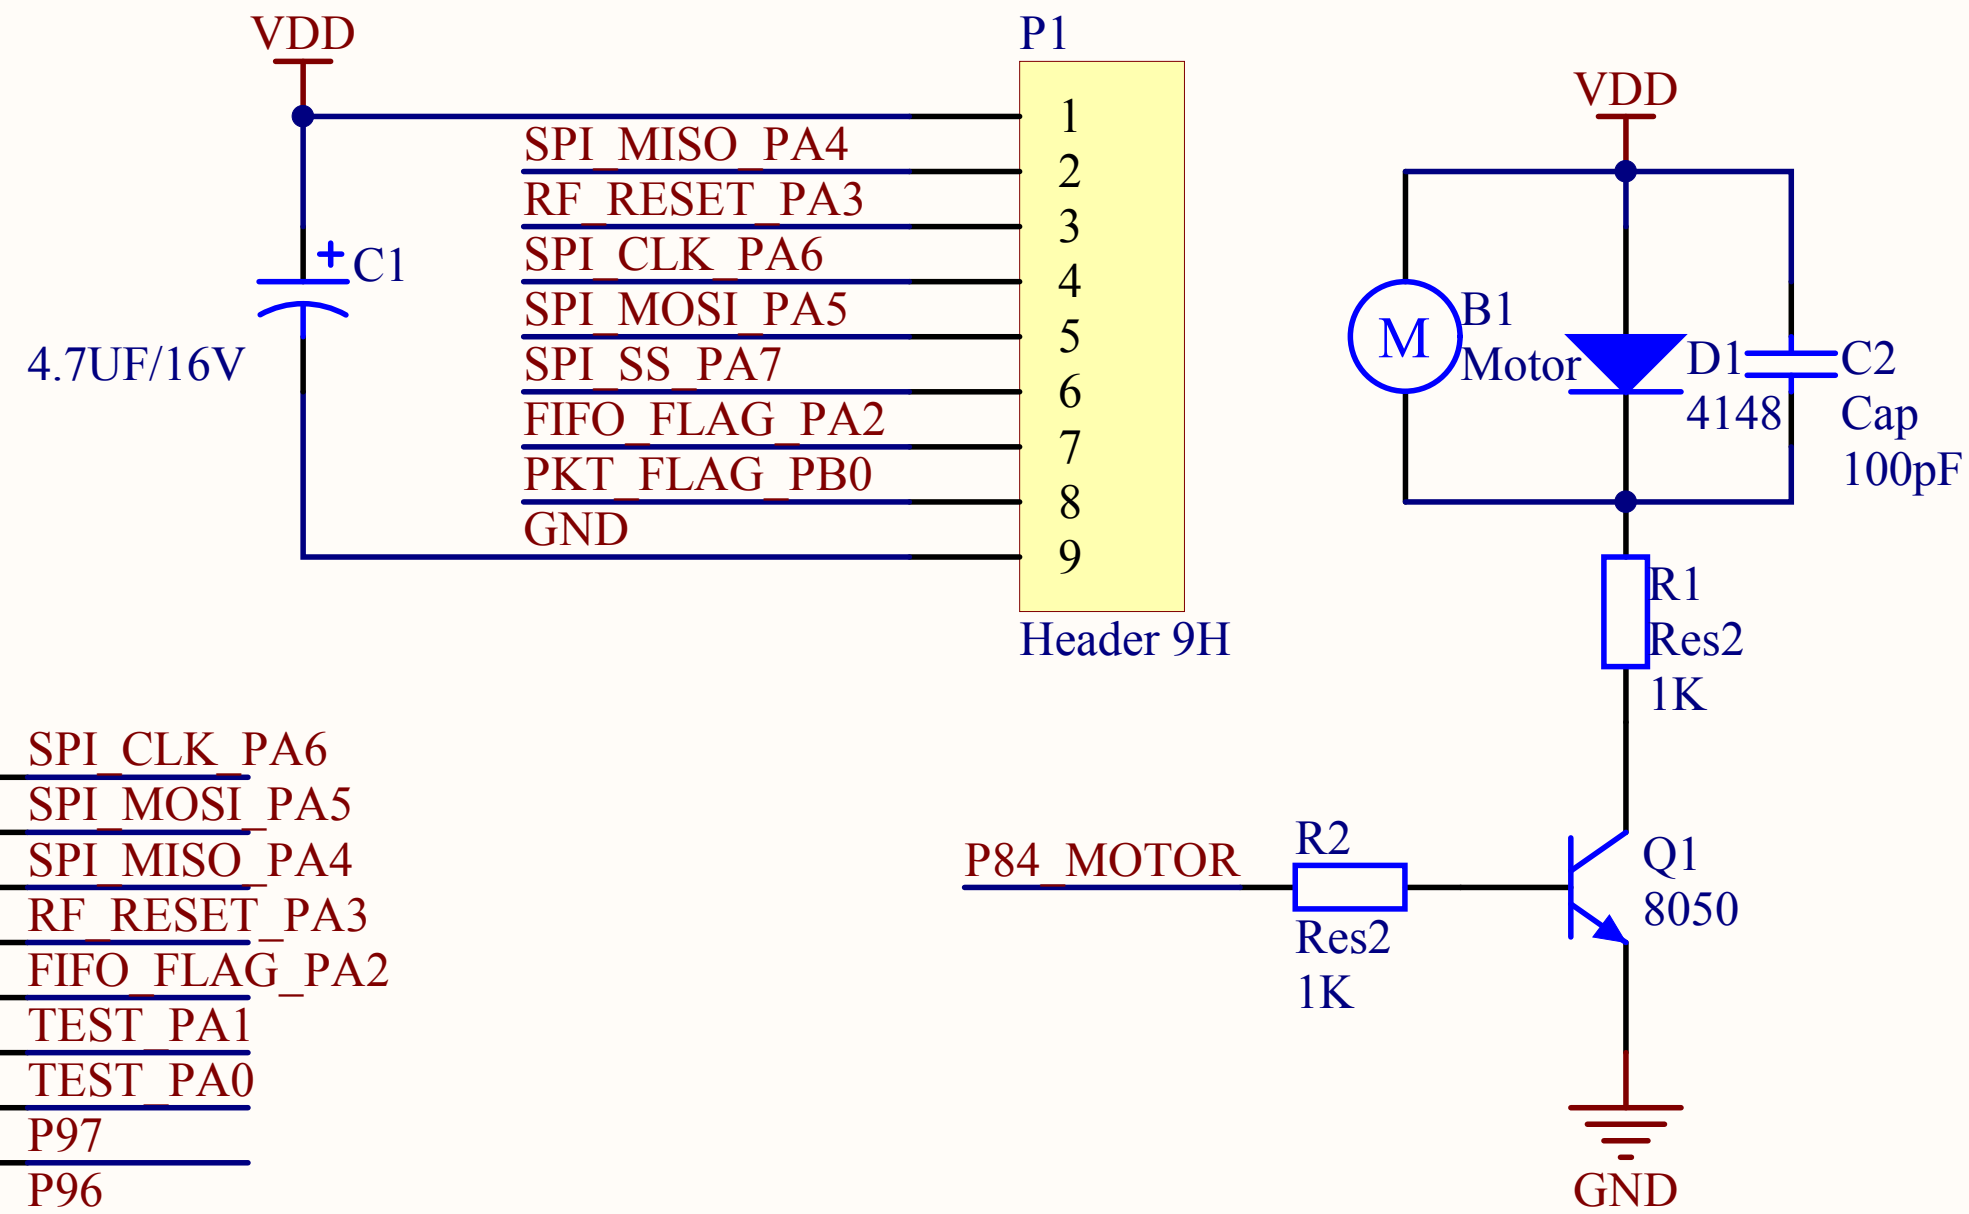 VDD
P1
1
SPI_MISO_PA4
2
RF_RESET_PA3
3
SPI_CLK_PA6
4
SPI_MOSI_PA5
5
SPI_SS_PA7
6
FIFO_FLAG_PA2
7
PKT_FLAG_PB0
8
GND
9
Header 9H
+
C1
4.7UF/16V
VDD
M
B1
Motor
D1
4148
C2
Cap
100pF
R1
Res2
1K
P84_MOTOR
R2
Res2
1K
Q1
8050
GND
SPI_CLK_PA6
SPI_MOSI_PA5
SPI_MISO_PA4
RF_RESET_PA3
FIFO_FLAG_PA2
TEST_PA1
TEST_PA0
P97
P96